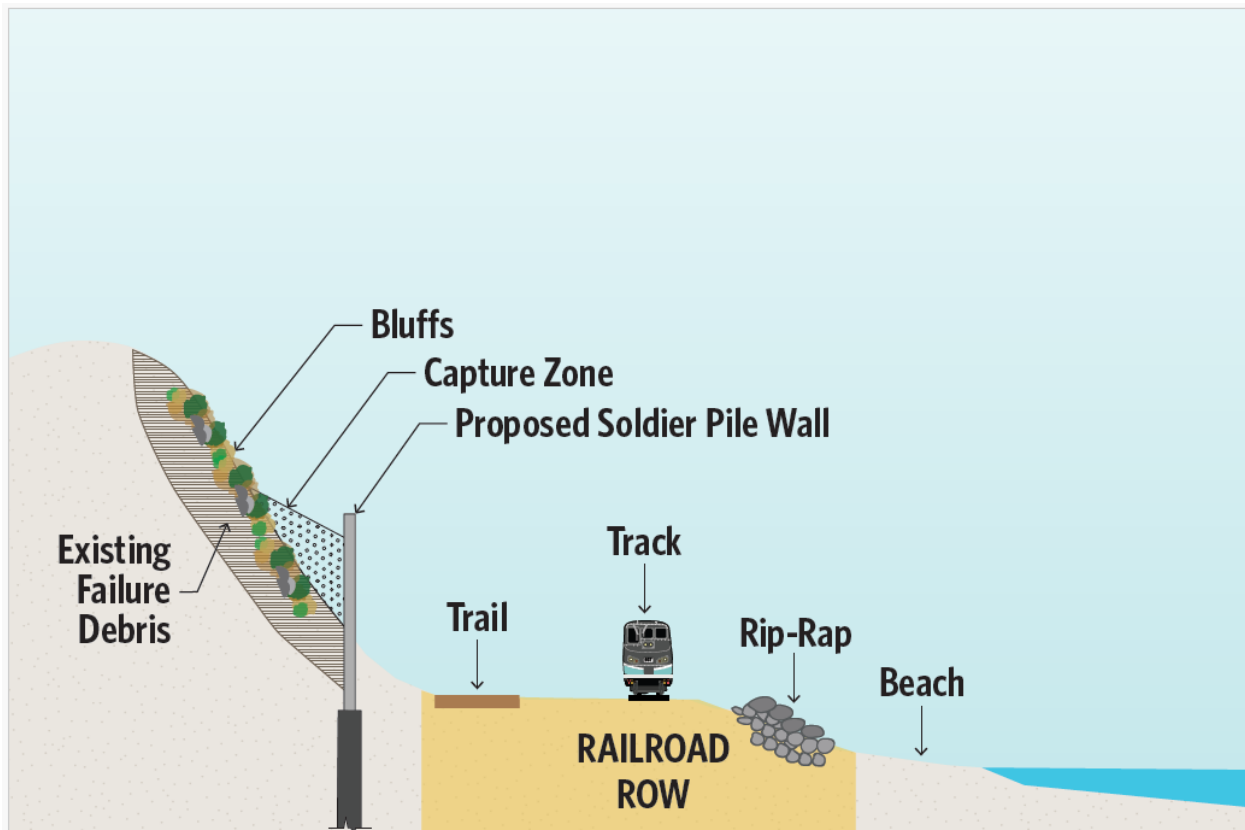 Bluffs
Capture Zone
Proposed Soldier Pile Wall
Existing
Failure
Debris
Track
Trail
Rip-Rap
Beach
RAILROAD
ROW